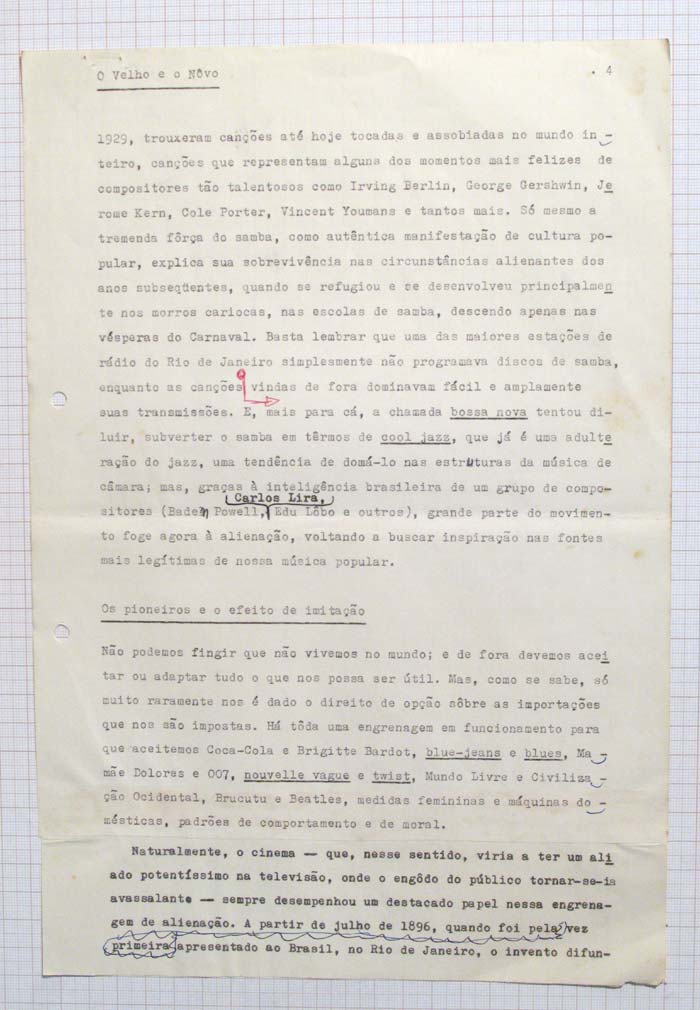 O Velho e o Nôvo
. 4
1929, trouxeram canções até hoje tocadas e assobiadas no mundo in-
teiro, canções que representam alguns dos momentos mais felizes de
compositores tão talentosos como Irving Berlin, George Gershwin, Je
rome Kern, Cole Porter, Vincent Youmans e tantos mais. Só mesmo a
tremenda fôrça do samba, como autêntica manifestação de cultura po-
pular, explica sua sobrevivência nas circunstâncias alienantes dos
anos subseqüentes, quando se refugiou e se desenvolveu principalmen
te nos morros cariocas, nas escolas de samba, descendo apenas nas
vésperas do Carnaval. Basta lembrar que uma das maiores estações de
rádio do Rio de Janeiro simplesmente não programava discos de samba,
enquanto as canções vindas de fora dominavam fácil e amplamente
suas transmissões. E, mais para cá, a chamada bossa nova tentou di-
luir, subverter o samba em têrmos de cool jazz, que já é uma adulte
ração do jazz, uma tendência de domá-lo nas estruturas da música de
câmara; mas, graças à inteligência brasileira de um grupo de compo-
Carlos Lira,
sitores (Baden Powell, Edu Lôbo e outros), grande parte do movimen-
to foge agora à alienação, voltando a buscar inspiração nas fontes
mais legítimas de nossa música popular.
Os pioneiros e o efeito de imitação
Não podemos fingir que não vivemos no mundo; e de fora devemos acei
tar ou adaptar tudo o que nos possa ser útil. Mas, como se sabe, só
muito raramente nos é dado o direito de opção sôbre as importações
que nos são impostas. Há tôda uma engrenagem em funcionamento para
que aceitemos Coca-Cola e Brigitte Bardot, blue-jeans e blues, Ma-
mãe Dolores e 007, nouvelle vague e twist, Mundo Livre e Civiliza-
ção Ocidental, Brucutu e Beatles, medidas femininas e máquinas do-
mésticas, padrões de comportamento e de moral.
Naturalmente, o cinema — que, nesse sentido, viria a ter um ali
ado potentíssimo na televisão, onde o engôdo do público tornar-se-ia
avassalante — sempre desempenhou um destacado papel nessa engrena-
gem de alienação. A partir de julho de 1896, quando foi pela vez
primeira apresentado ao Brasil, no Rio de Janeiro, o invento difun-